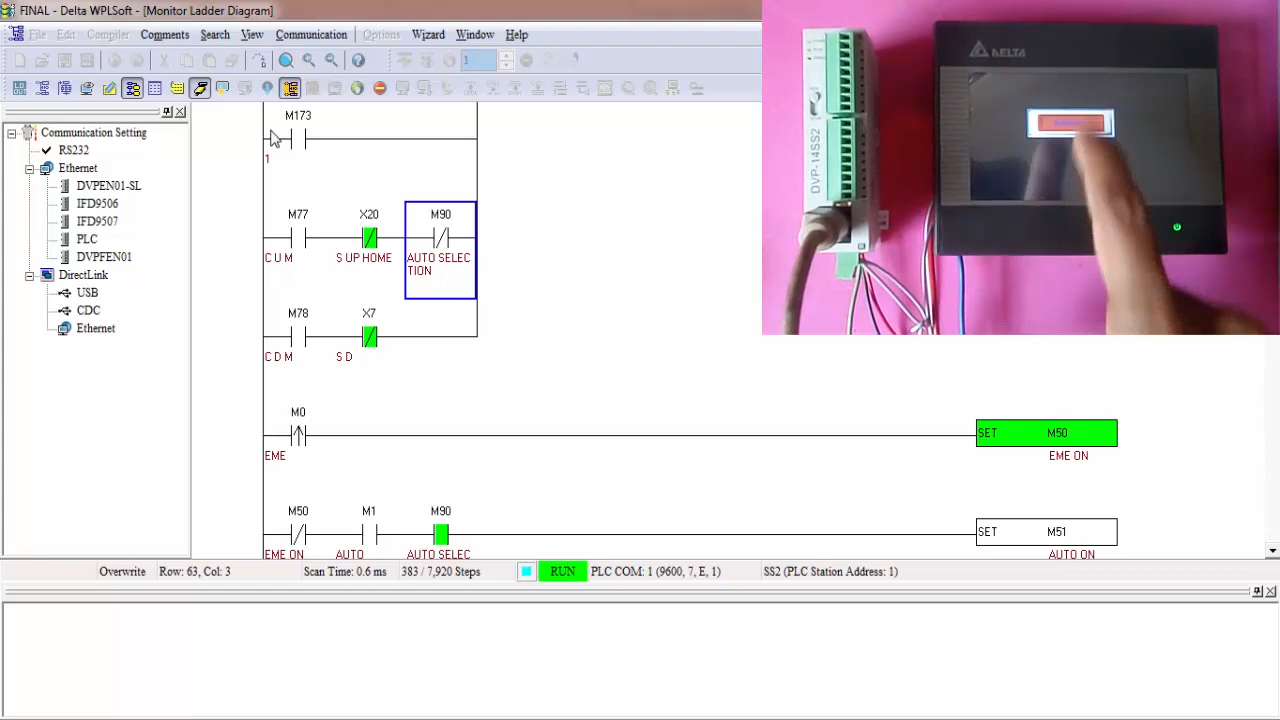 FINAL - Delta WPLSoft - [Monitor Ladder Diagram]
File Edit Compiler Comments Search View Communication Options Wizard Window Help
1
Communication Setting
RS232
Ethernet
DVPEN01-SL
IFD9506
IFD9507
PLC
DVPFEN01
DirectLink
USB
CDC
Ethernet
M173
1
M77 X20 M90
C U M S UP HOME AUTO SELEC
TION
M78 X7
C D M S D
M0
EME
SET M50
EME ON
M50 M1 M90
EME ON AUTO AUTO SELEC
SET M51
AUTO ON
DELTA
DVP-14SS2
Overwrite Row: 63, Col: 3 Scan Time: 0.6 ms 383 / 7,920 Steps RUN PLC COM: 1 (9600, 7, E, 1) SS2 (PLC Station Address: 1)